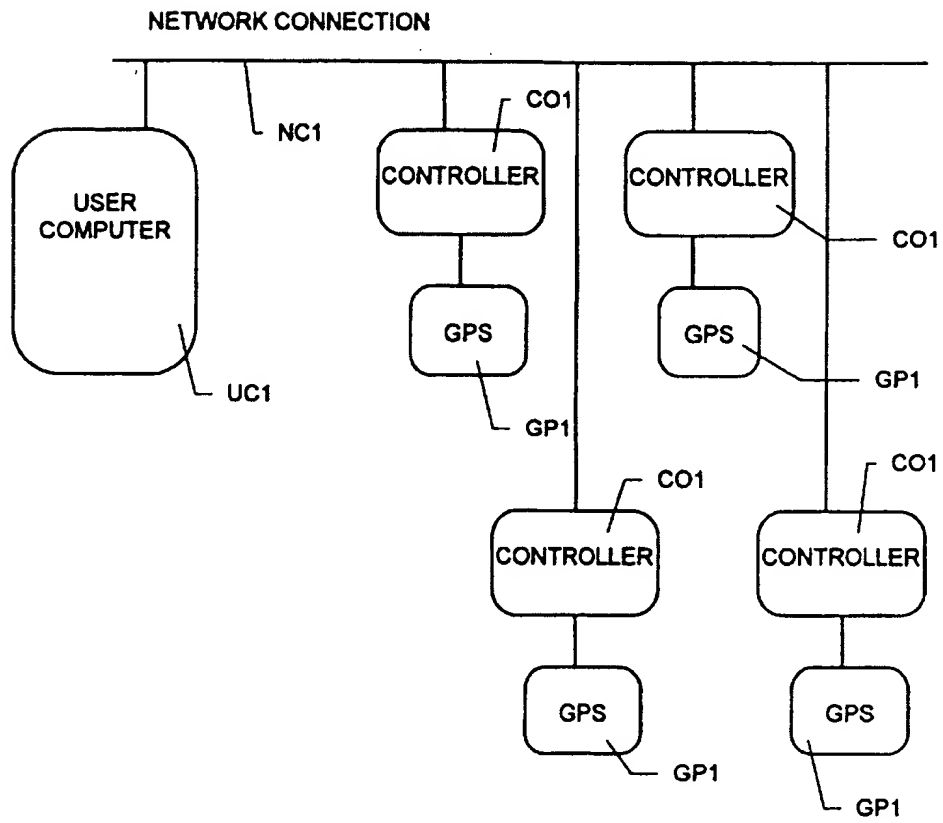 NETWORK CONNECTION
NC1
CO1
CONTROLLER
CONTROLLER
USER
COMPUTER
CO1
GPS
GPS
UC1
GP1
GP1
CO1
CO1
CONTROLLER
CONTROLLER
GPS
GPS
GP1
GP1